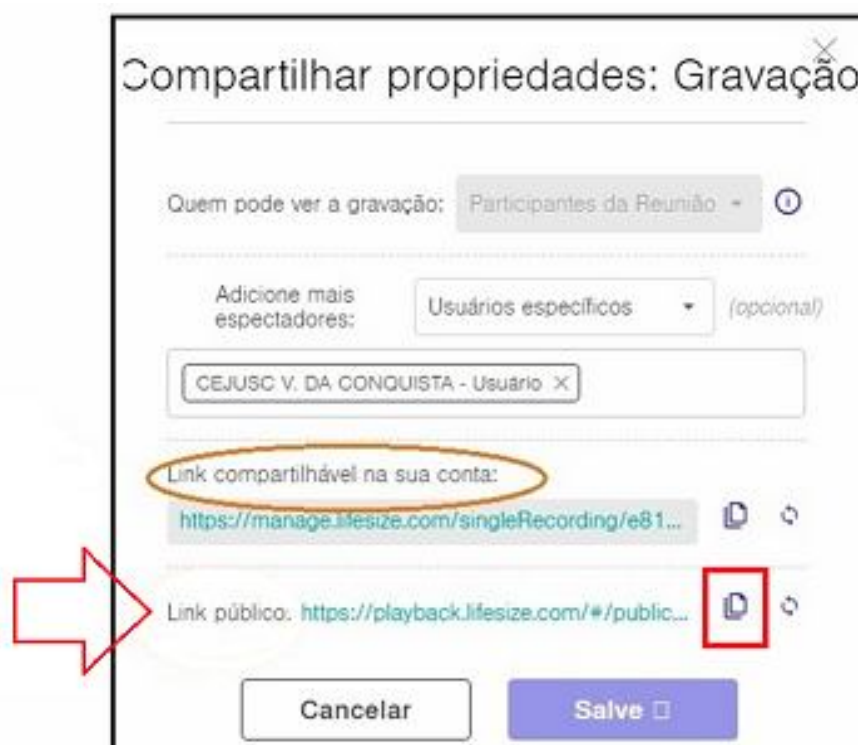 Compartilhar propriedades: Gravação
Quem pode ver a gravação: Participantes da Reunião
Adicione mais
espectadores: Usuários específicos (opcional)
CEJUSC V. DA CONQUISTA - Usuário
Link compartilhável na sua conta:
https://manage.lifesize.com/singleRecording/e81...
Link público. https://playback.lifesize.com/#/public...
Cancelar Salve